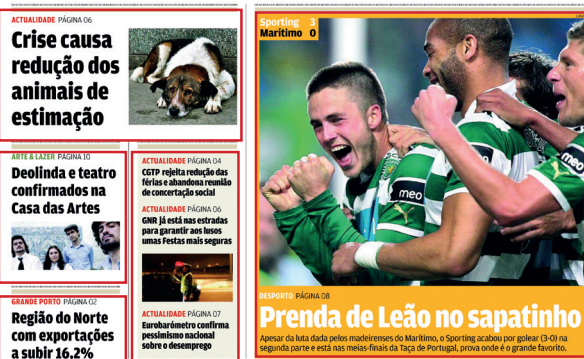 ACTUALIDADE PÁGINA 06
Crise causa
redução dos
animais de
estimação
ARTE & LAZER PÁGINA 10
Deolinda e teatro
confirmados na
Casa das Artes
GRANDE PORTO PÁGINA 02
Região do Norte
com exportações
a subir 16,2%
ACTUALIDADE PÁGINA 04
CGTP rejeita redução das
férias e abandona reunião
de concertação social
ACTUALIDADE PÁGINA 06
GNR já está nas estradas
para garantir aos lusos
umas Festas mais seguras
ACTUALIDADE PÁGINA 07
Eurobarómetro confirma
pessimismo nacional
sobre o desemprego
Sporting 3
Marítimo 0
meo
meo
DESPORTO PÁGINA 08
Prenda de Leão no sapatinho
Apesar da luta dada pelos madeirenses do Marítimo, o Sporting acabou por golear (3-0) na
segunda parte e está nas meias-finais da Taça de Portugal, prova onde é o grande favorito.